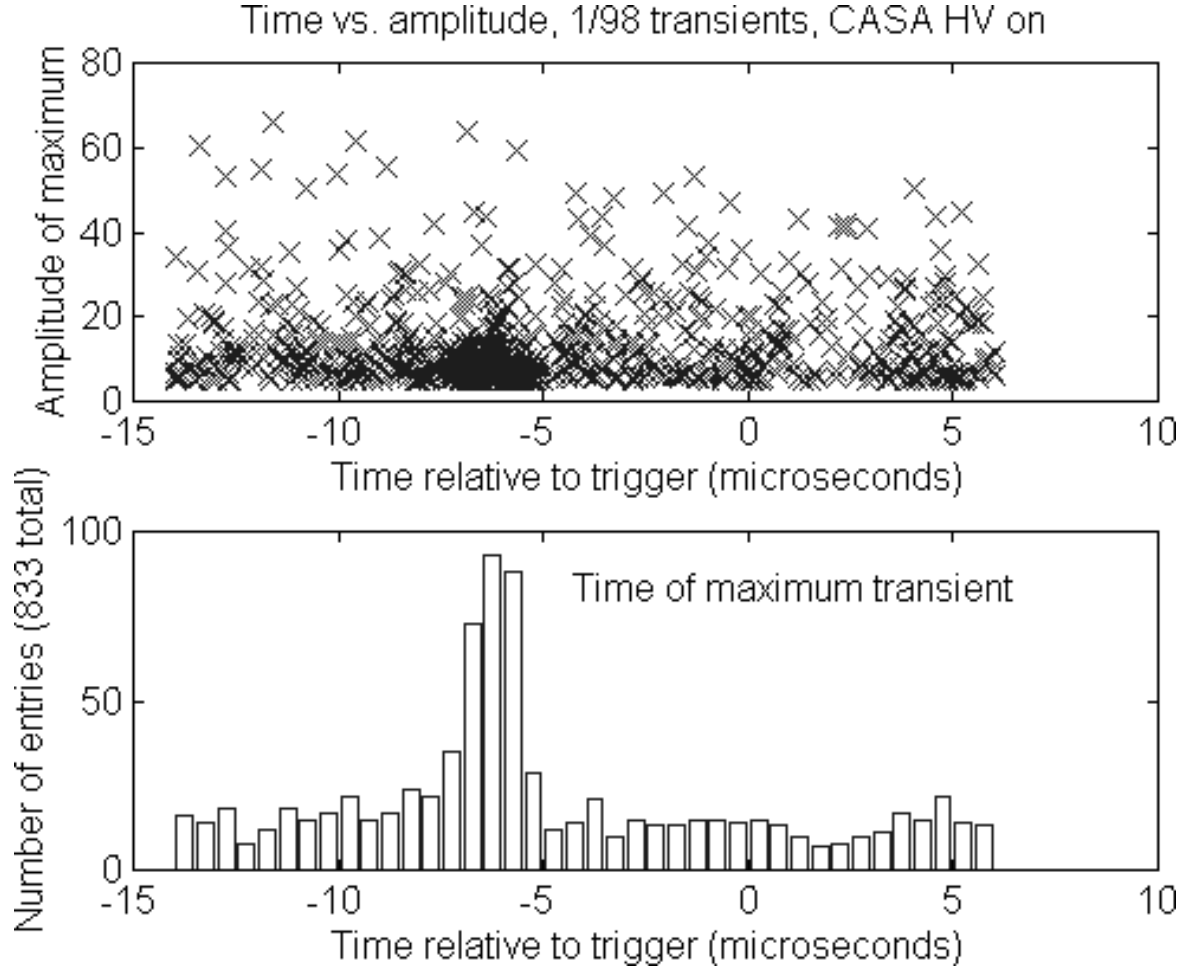 Time vs. amplitude, 1/98 transients, CASA HV on
Amplitude of maximum
80
60
40
20
0
-15 -10 -5 0 5 10
Time relative to trigger (microseconds)
Number of entries (833 total)
100
Time of maximum transient
50
0
-15 -10 -5 0 5 10
Time relative to trigger (microseconds)